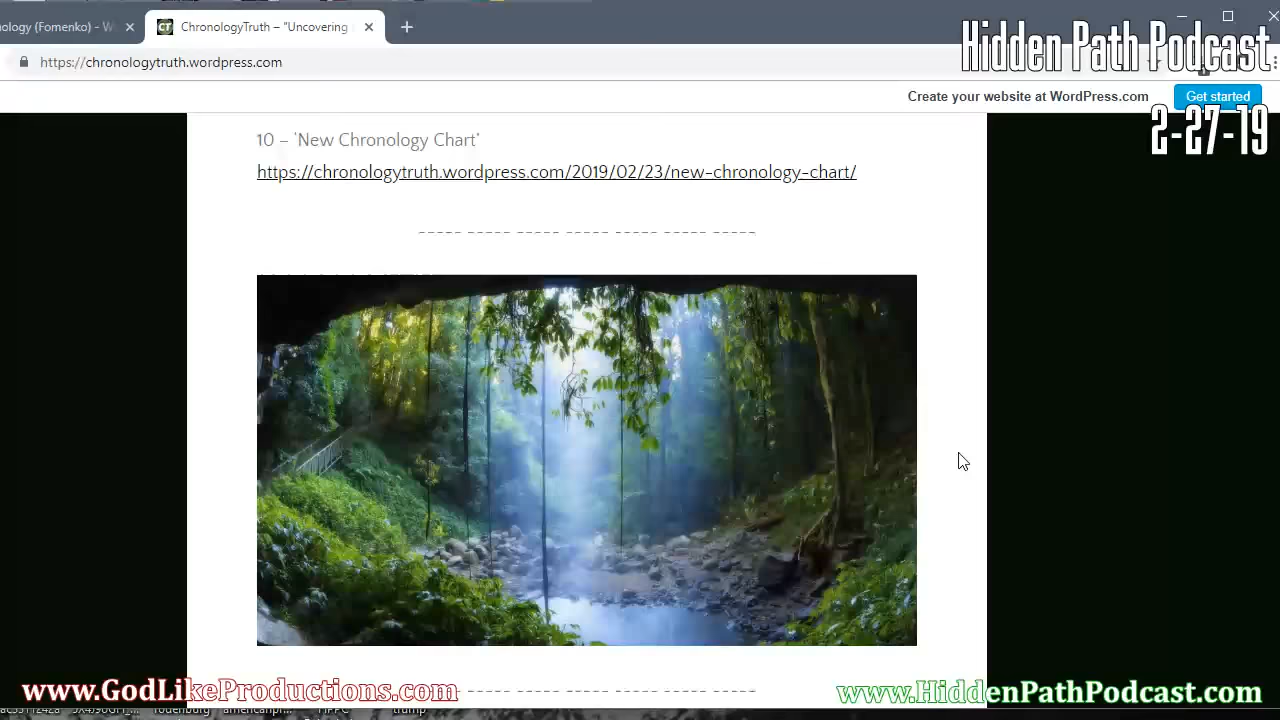 nology (Fomenko) - W
ChronologyTruth – "Uncovering
Hidden Path Podcast
https://chronologytruth.wordpress.com
Create your website at WordPress.com
Get started
2-27-19
10 – 'New Chronology Chart'
https://chronologytruth.wordpress.com/2019/02/23/new-chronology-chart/
www.GodLikeProductions.com
www.HiddenPathPodcast.com